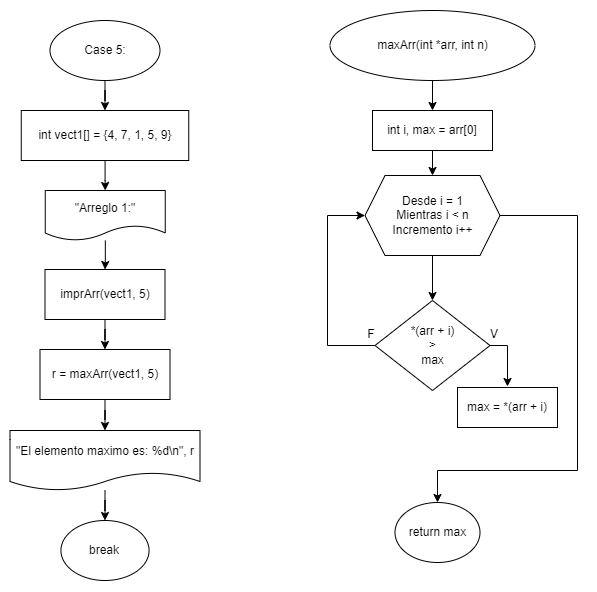 Case 5:
int vect1[] = {4, 7, 1, 5, 9}
"Arreglo 1:"
imprArr(vect1, 5)
r = maxArr(vect1, 5)
"El elemento maximo es: %d\n", r
break
maxArr(int *arr, int n)
int i, max = arr[0]
Desde i = 1
Mientras i < n
Incremento i++
F
*(arr + i)
>
max
V
max = *(arr + i)
return max